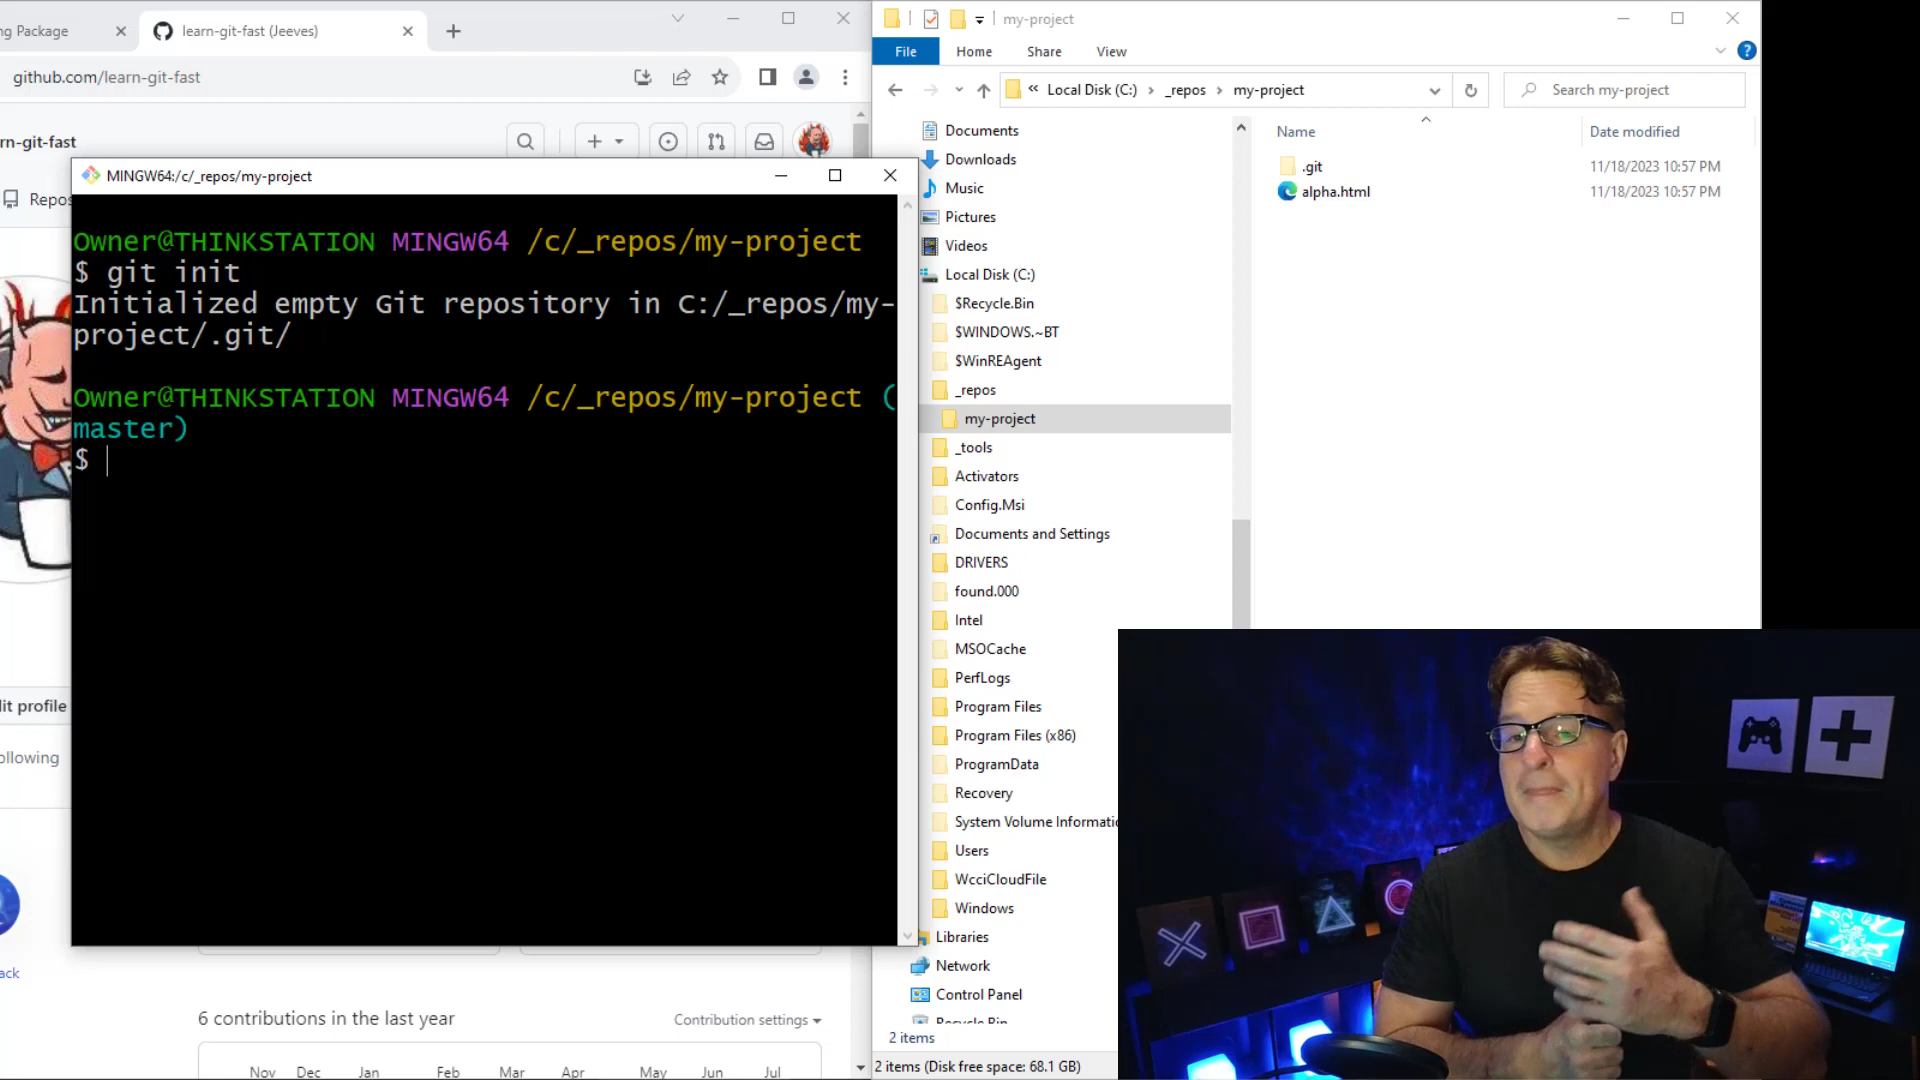 ng Package
learn-git-fast (Jeeves)
github.com/learn-git-fast
rn-git-fast
Repos
MINGW64:/c/_repos/my-project
Owner@THINKSTATION MINGW64 /c/_repos/my-project
$ git init
Initialized empty Git repository in C:/_repos/my-
project/.git/
Owner@THINKSTATION MINGW64 /c/_repos/my-project (
master)
$
lit profile
ollowing
ack
6 contributions in the last year
Contribution settings
Nov Dec Jan Feb Mar Apr May Jun Jul
my-project
File Home Share View
« Local Disk (C:) › _repos › my-project
Search my-project
Documents
Downloads
Music
Pictures
Videos
Local Disk (C:)
$Recycle.Bin
$WINDOWS.~BT
$WinREAgent
_repos
my-project
_tools
Activators
Config.Msi
Documents and Settings
DRIVERS
found.000
Intel
MSOCache
PerfLogs
Program Files
Program Files (x86)
ProgramData
Recovery
System Volume Informatio
Users
WcciCloudFile
Windows
Libraries
Network
Control Panel
Recycle Bin
Name Date modified
.git 11/18/2023 10:57 PM
alpha.html 11/18/2023 10:57 PM
2 items
2 items (Disk free space: 68.1 GB)